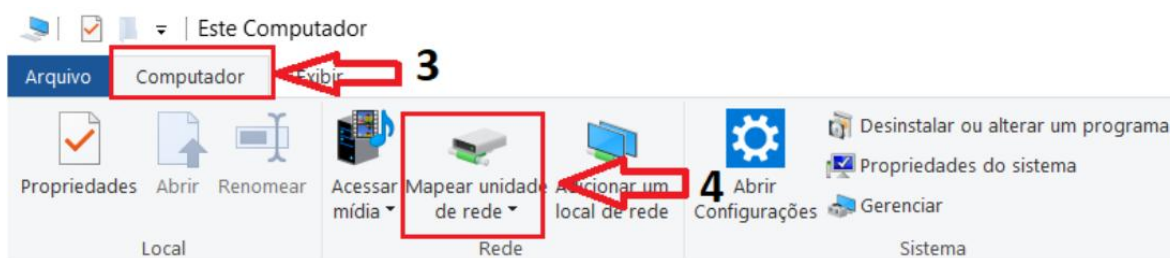 Este Computador
Arquivo Computador Exibir 3
Propriedades Abrir Renomear Acessar mídia Mapear unidade de rede Adicionar um local de rede 4 Abrir Configurações
Desinstalar ou alterar um programa
Propriedades do sistema
Gerenciar
Local Rede Sistema